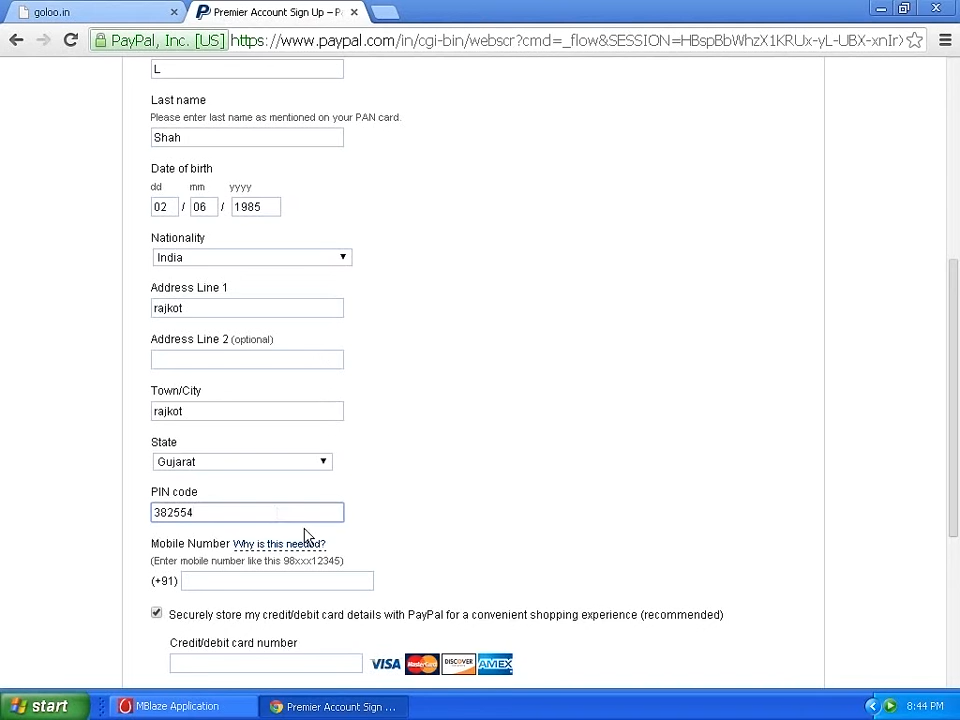 goloo.in
Premier Account Sign Up – P
PayPal, Inc. [US] https://www.paypal.com/in/cgi-bin/webscr?cmd=_flow&SESSION=HBspBbWhzX1KRUx-yL-UBX-xnIr
L
Last name
Please enter last name as mentioned on your PAN card.
Shah
Date of birth
dd mm yyyy
02 / 06 / 1985
Nationality
India
Address Line 1
rajkot
Address Line 2 (optional)
Town/City
rajkot
State
Gujarat
PIN code
382554
Mobile Number Why is this needed?
(Enter mobile number like this 98xxx12345)
(+91)
Securely store my credit/debit card details with PayPal for a convenient shopping experience (recommended)
Credit/debit card number
VISA MasterCard DISCOVER AMEX
start MBlaze Application Premier Account Sign ... 8:44 PM